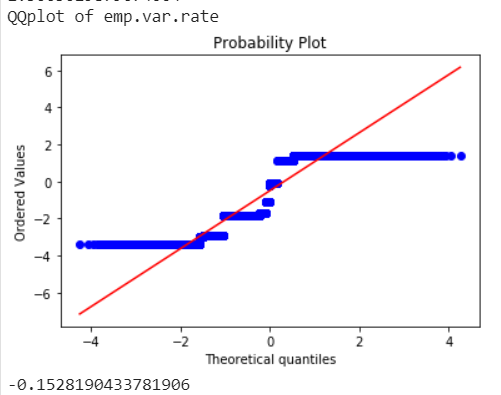 QQplot of emp.var.rate
Probability Plot
6
4
2
0
−2
−4
−6
Ordered Values
−4 −2 0 2 4
Theoretical quantiles
-0.1528190433781906